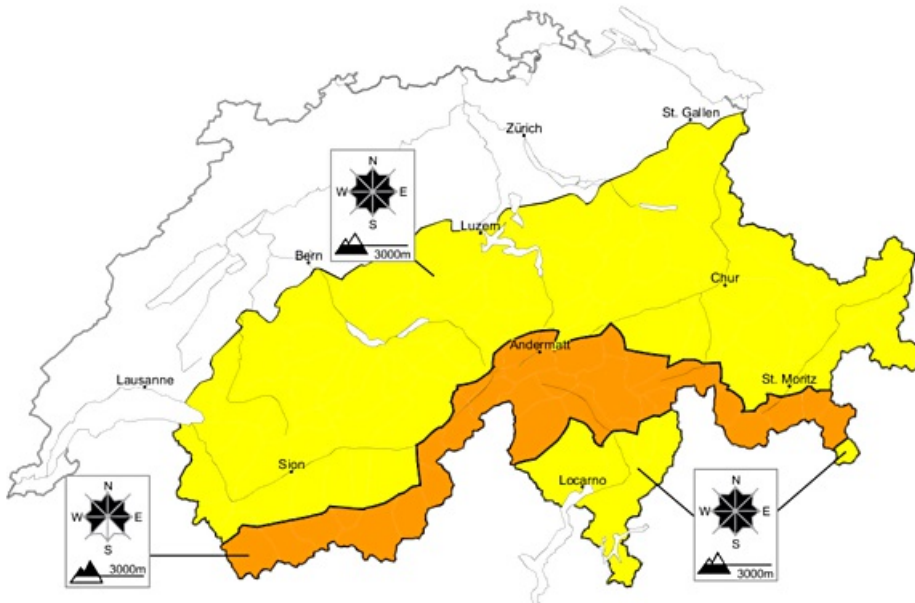 St. Gallen
Zürich
N
W E
S
3000m
Luzern
Bern
Chur
Andermatt
Lausanne
St. Moritz
Sion
Locarno
N
W E
S
3000m
N
W E
S
3000m